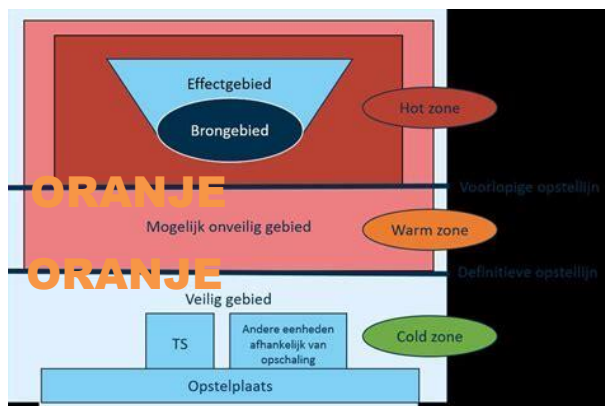 Effectgebied
Brongebied
Hot zone
ORANJE
Voorlopige opstellijn
Mogelijk onveilig gebied
Warm zone
ORANJE
Definitieve opstellijn
Veilig gebied
TS
Andere eenheden
afhankelijk van
opschaling
Cold zone
Opstelplaats